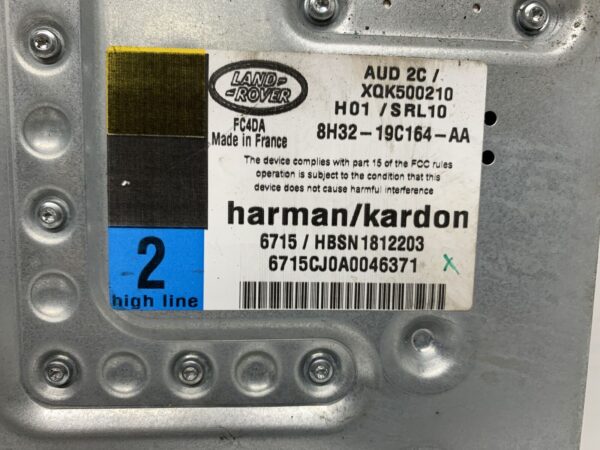 LAND-
-ROVER
AUD 2C /
XQK500210
H01 / SRL10
FC4DA
Made in France
8H32-19C164-AA
The device complies with part 15 of the FCC rules
operation is subject to the condition that this
device does not cause harmful interference
harman/kardon
2
high line
6715 / HBSN1812203
6715CJ0A0046371 X